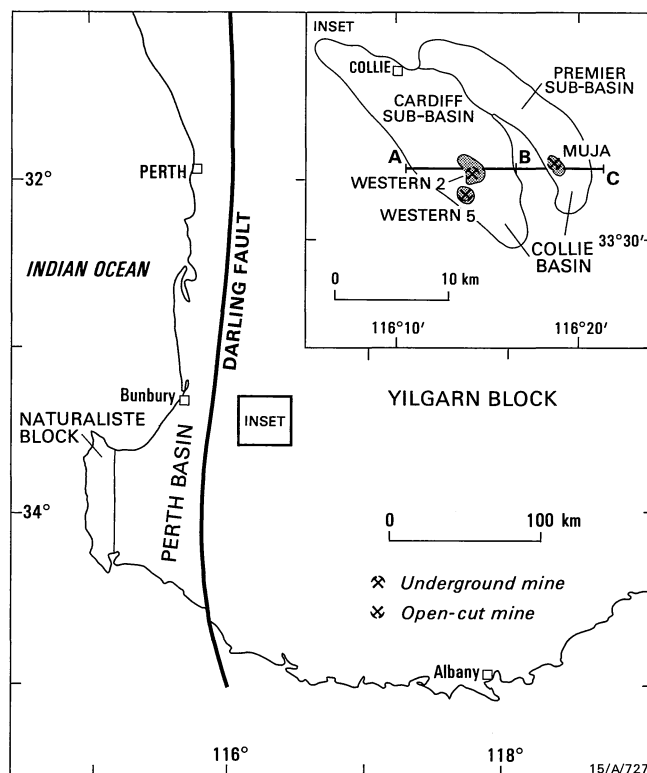 INSET
COLLIE
PREMIER
SUB-BASIN
CARDIFF
SUB-BASIN
A
B
MUJA
C
WESTERN 2
WESTERN 5
COLLIE
BASIN
33°30′
0
10 km
116°10′
116°20′
PERTH
32°
INDIAN OCEAN
DARLING FAULT
Bunbury
NATURALISTE
BLOCK
INSET
YILGARN BLOCK
PERTH BASIN
34°
0
100 km
Underground mine
Open-cut mine
Albany
116°
118°
15/A/727